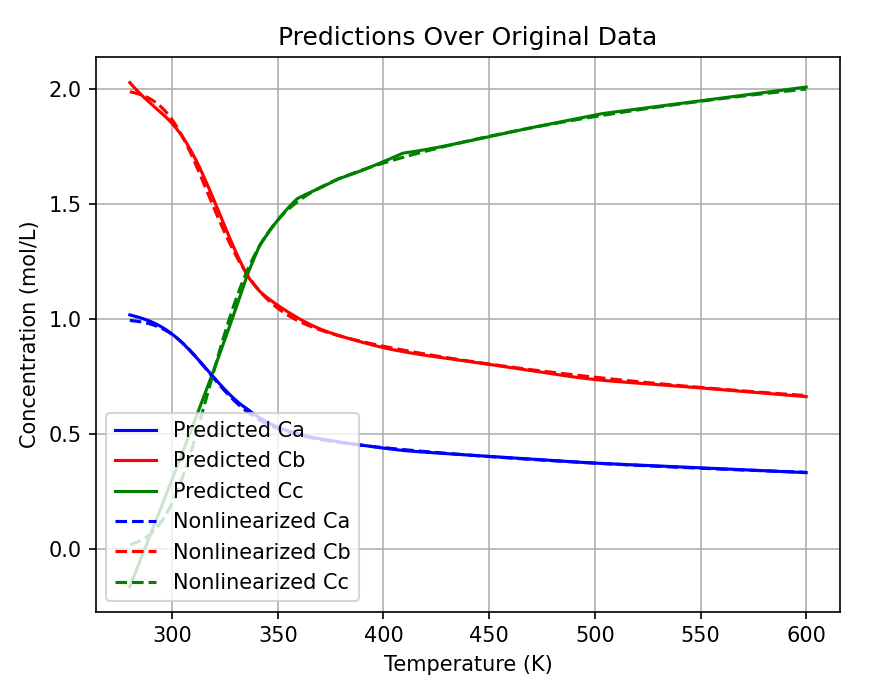 Predictions Over Original Data
Concentration (mol/L)
2.0
1.5
1.0
0.5
0.0
Predicted Ca
Predicted Cb
Predicted Cc
Nonlinearized Ca
Nonlinearized Cb
Nonlinearized Cc
300 350 400 450 500 550 600
Temperature (K)